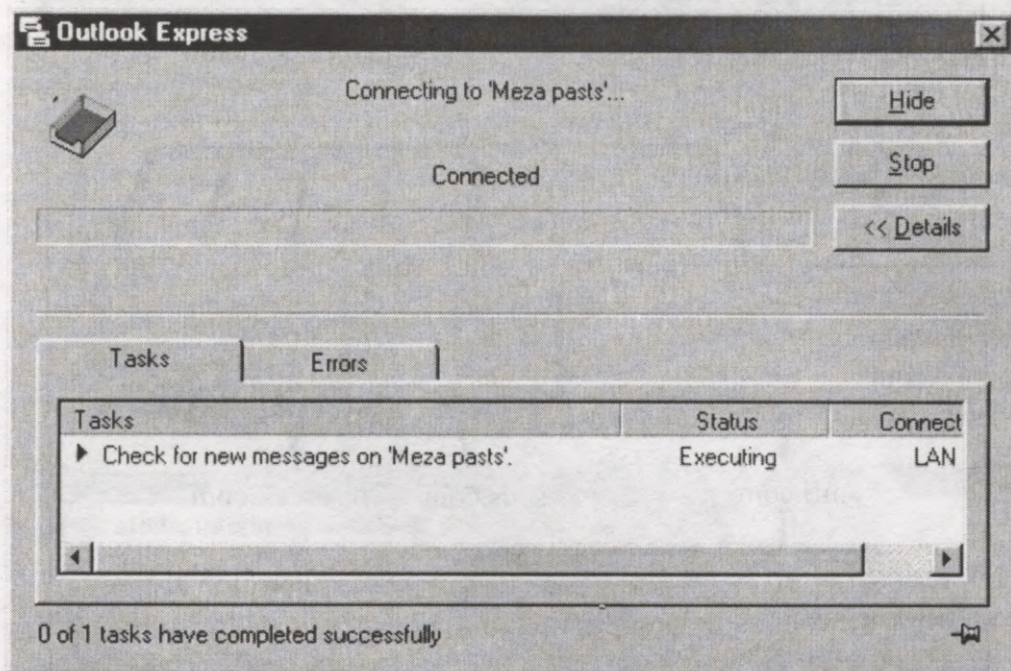 Outlook Express
Connecting to 'Meza pasts'...
Hide
Connected
Stop
<< Details
Tasks
Errors
Tasks
Status
Connect
Check for new messages on 'Meza pasts'.
Executing
LAN
0 of 1 tasks have completed successfully